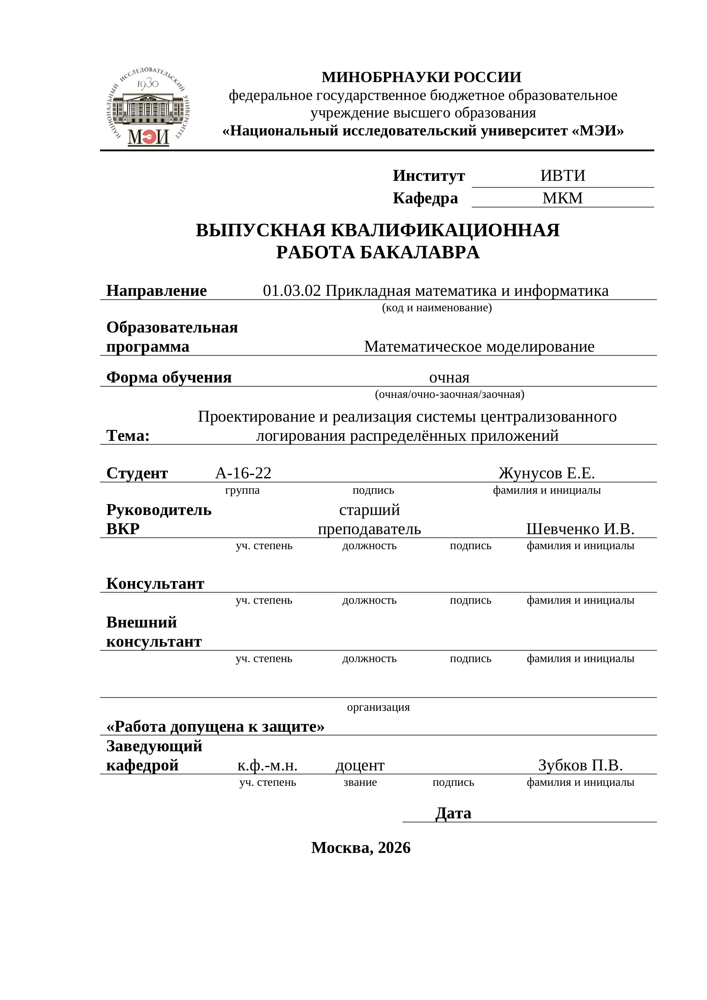 НАЦИОНАЛЬНЫЙ ИССЛЕДОВАТЕЛЬСКИЙ УНИВЕРСИТЕТ
1930
МЭИ
МИНОБРНАУКИ РОССИИ
федеральное государственное бюджетное образовательное
учреждение высшего образования
«Национальный исследовательский университет «МЭИ»
Институт ИВТИ
Кафедра МКМ
ВЫПУСКНАЯ КВАЛИФИКАЦИОННАЯ
РАБОТА БАКАЛАВРА
Направление 01.03.02 Прикладная математика и информатика
(код и наименование)
Образовательная
программа Математическое моделирование
Форма обучения очная
(очная/очно-заочная/заочная)
Проектирование и реализация системы централизованного
Тема: логирования распределённых приложений
Студент А-16-22 Жунусов Е.Е.
группа подпись фамилия и инициалы
Руководитель старший
ВКР преподаватель Шевченко И.В.
уч. степень должность подпись фамилия и инициалы
Консультант
уч. степень должность подпись фамилия и инициалы
Внешний
консультант
уч. степень должность подпись фамилия и инициалы
организация
«Работа допущена к защите»
Заведующий
кафедрой к.ф.-м.н. доцент Зубков П.В.
уч. степень звание подпись фамилия и инициалы
Дата
Москва, 2026